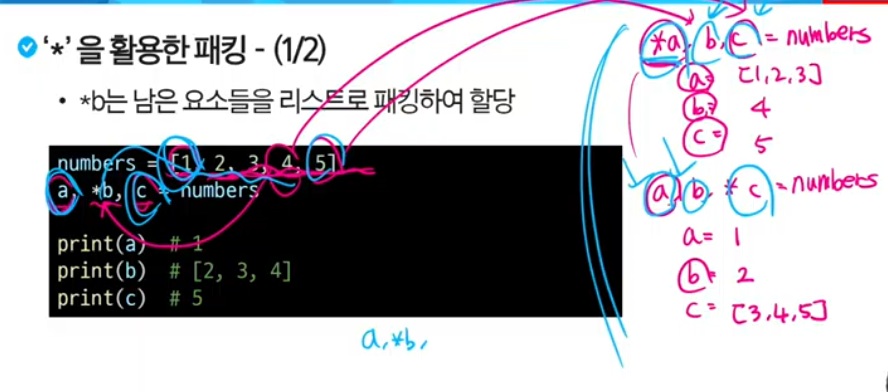 '*'을 활용한 패킹 - (1/2)
• *b는 남은 요소들을 리스트로 패킹하여 할당
numbers = [1, 2, 3, 4, 5]
a, *b, c = numbers
print(a) # 1
print(b) # [2, 3, 4]
print(c) # 5
a, *b,
*a, b, c = numbers
a= [1,2,3]
b= 4
c= 5
a, b, *c = numbers
a= 1
b= 2
c= [3,4,5]